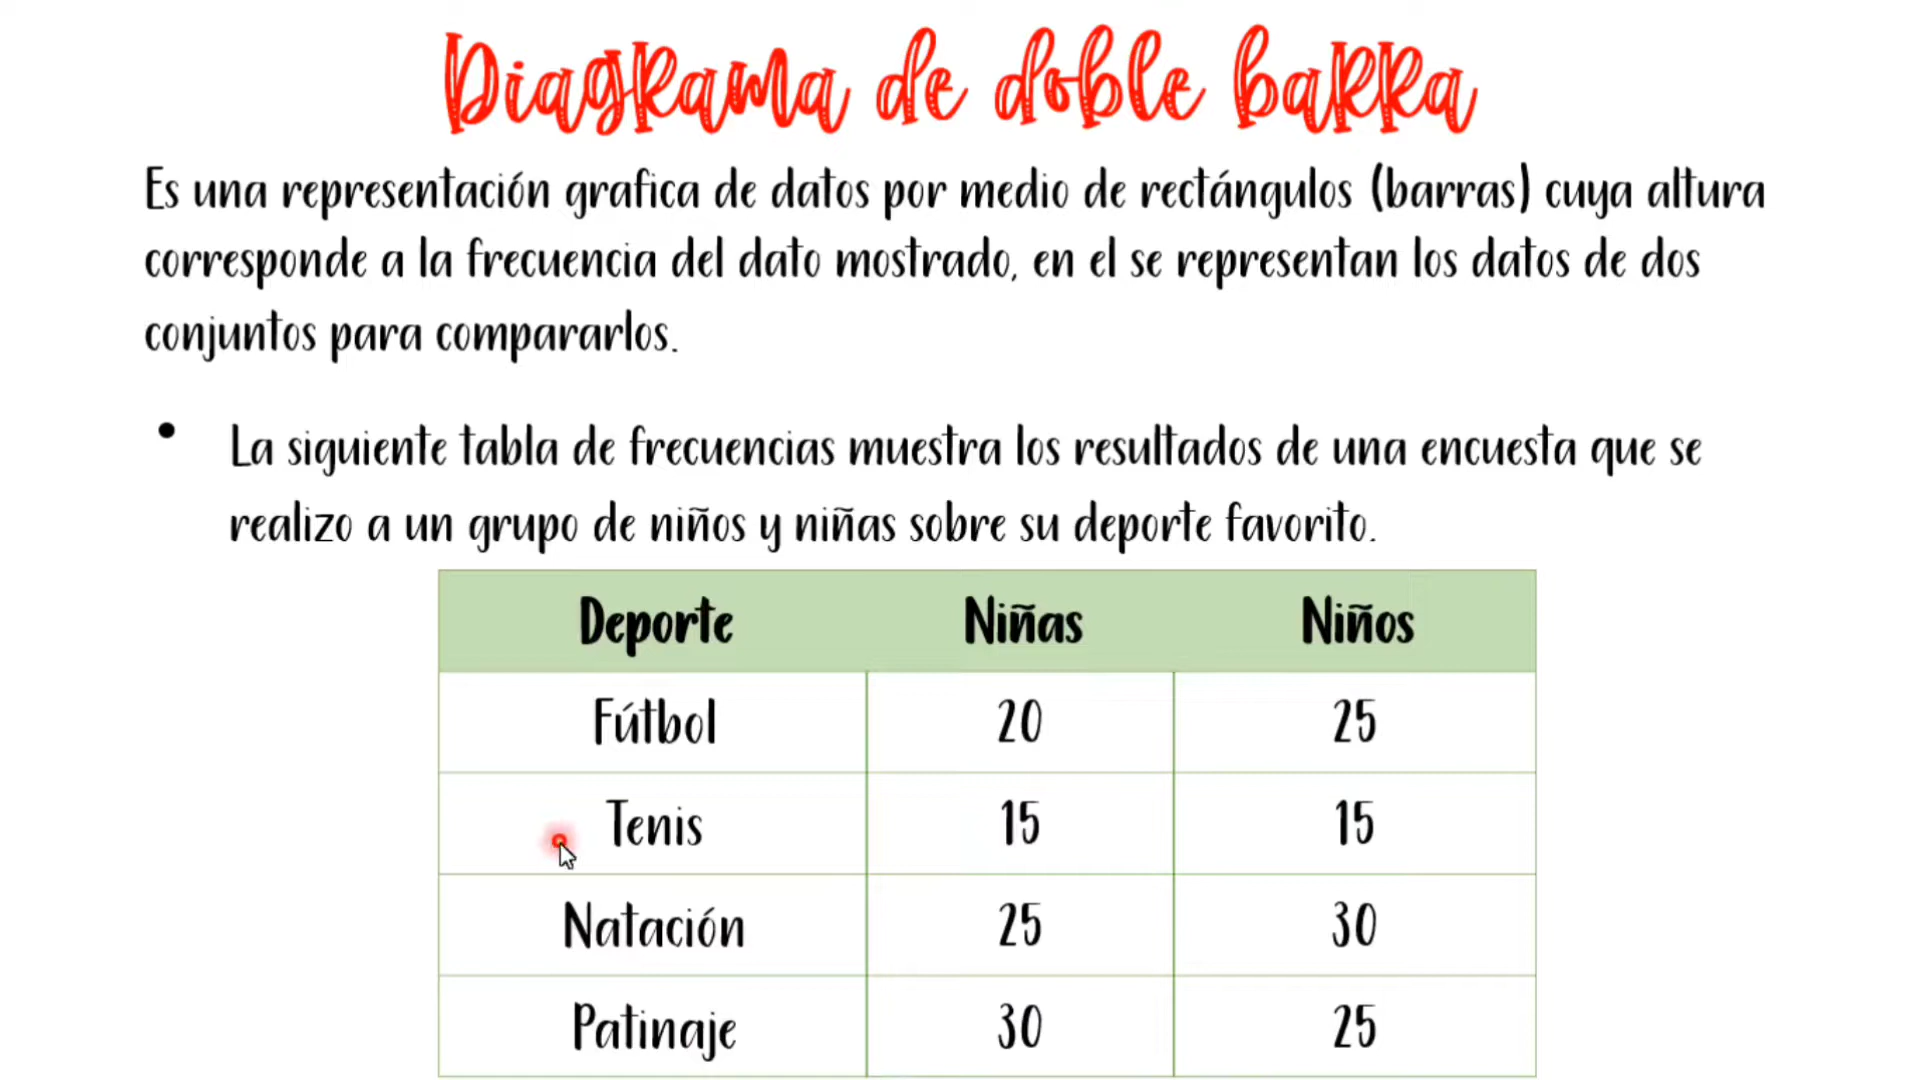 Diagrama de doble barra
Es una representación grafica de datos por medio de rectángulos (barras) cuya altura
corresponde a la frecuencia del dato mostrado, en el se representan los datos de dos
conjuntos para compararlos.
• La siguiente tabla de frecuencias muestra los resultados de una encuesta que se
realizo a un grupo de niños y niñas sobre su deporte favorito.
Deporte Niñas Niños
Fútbol 20 25
Tenis 15 15
Natación 25 30
Patinaje 30 25